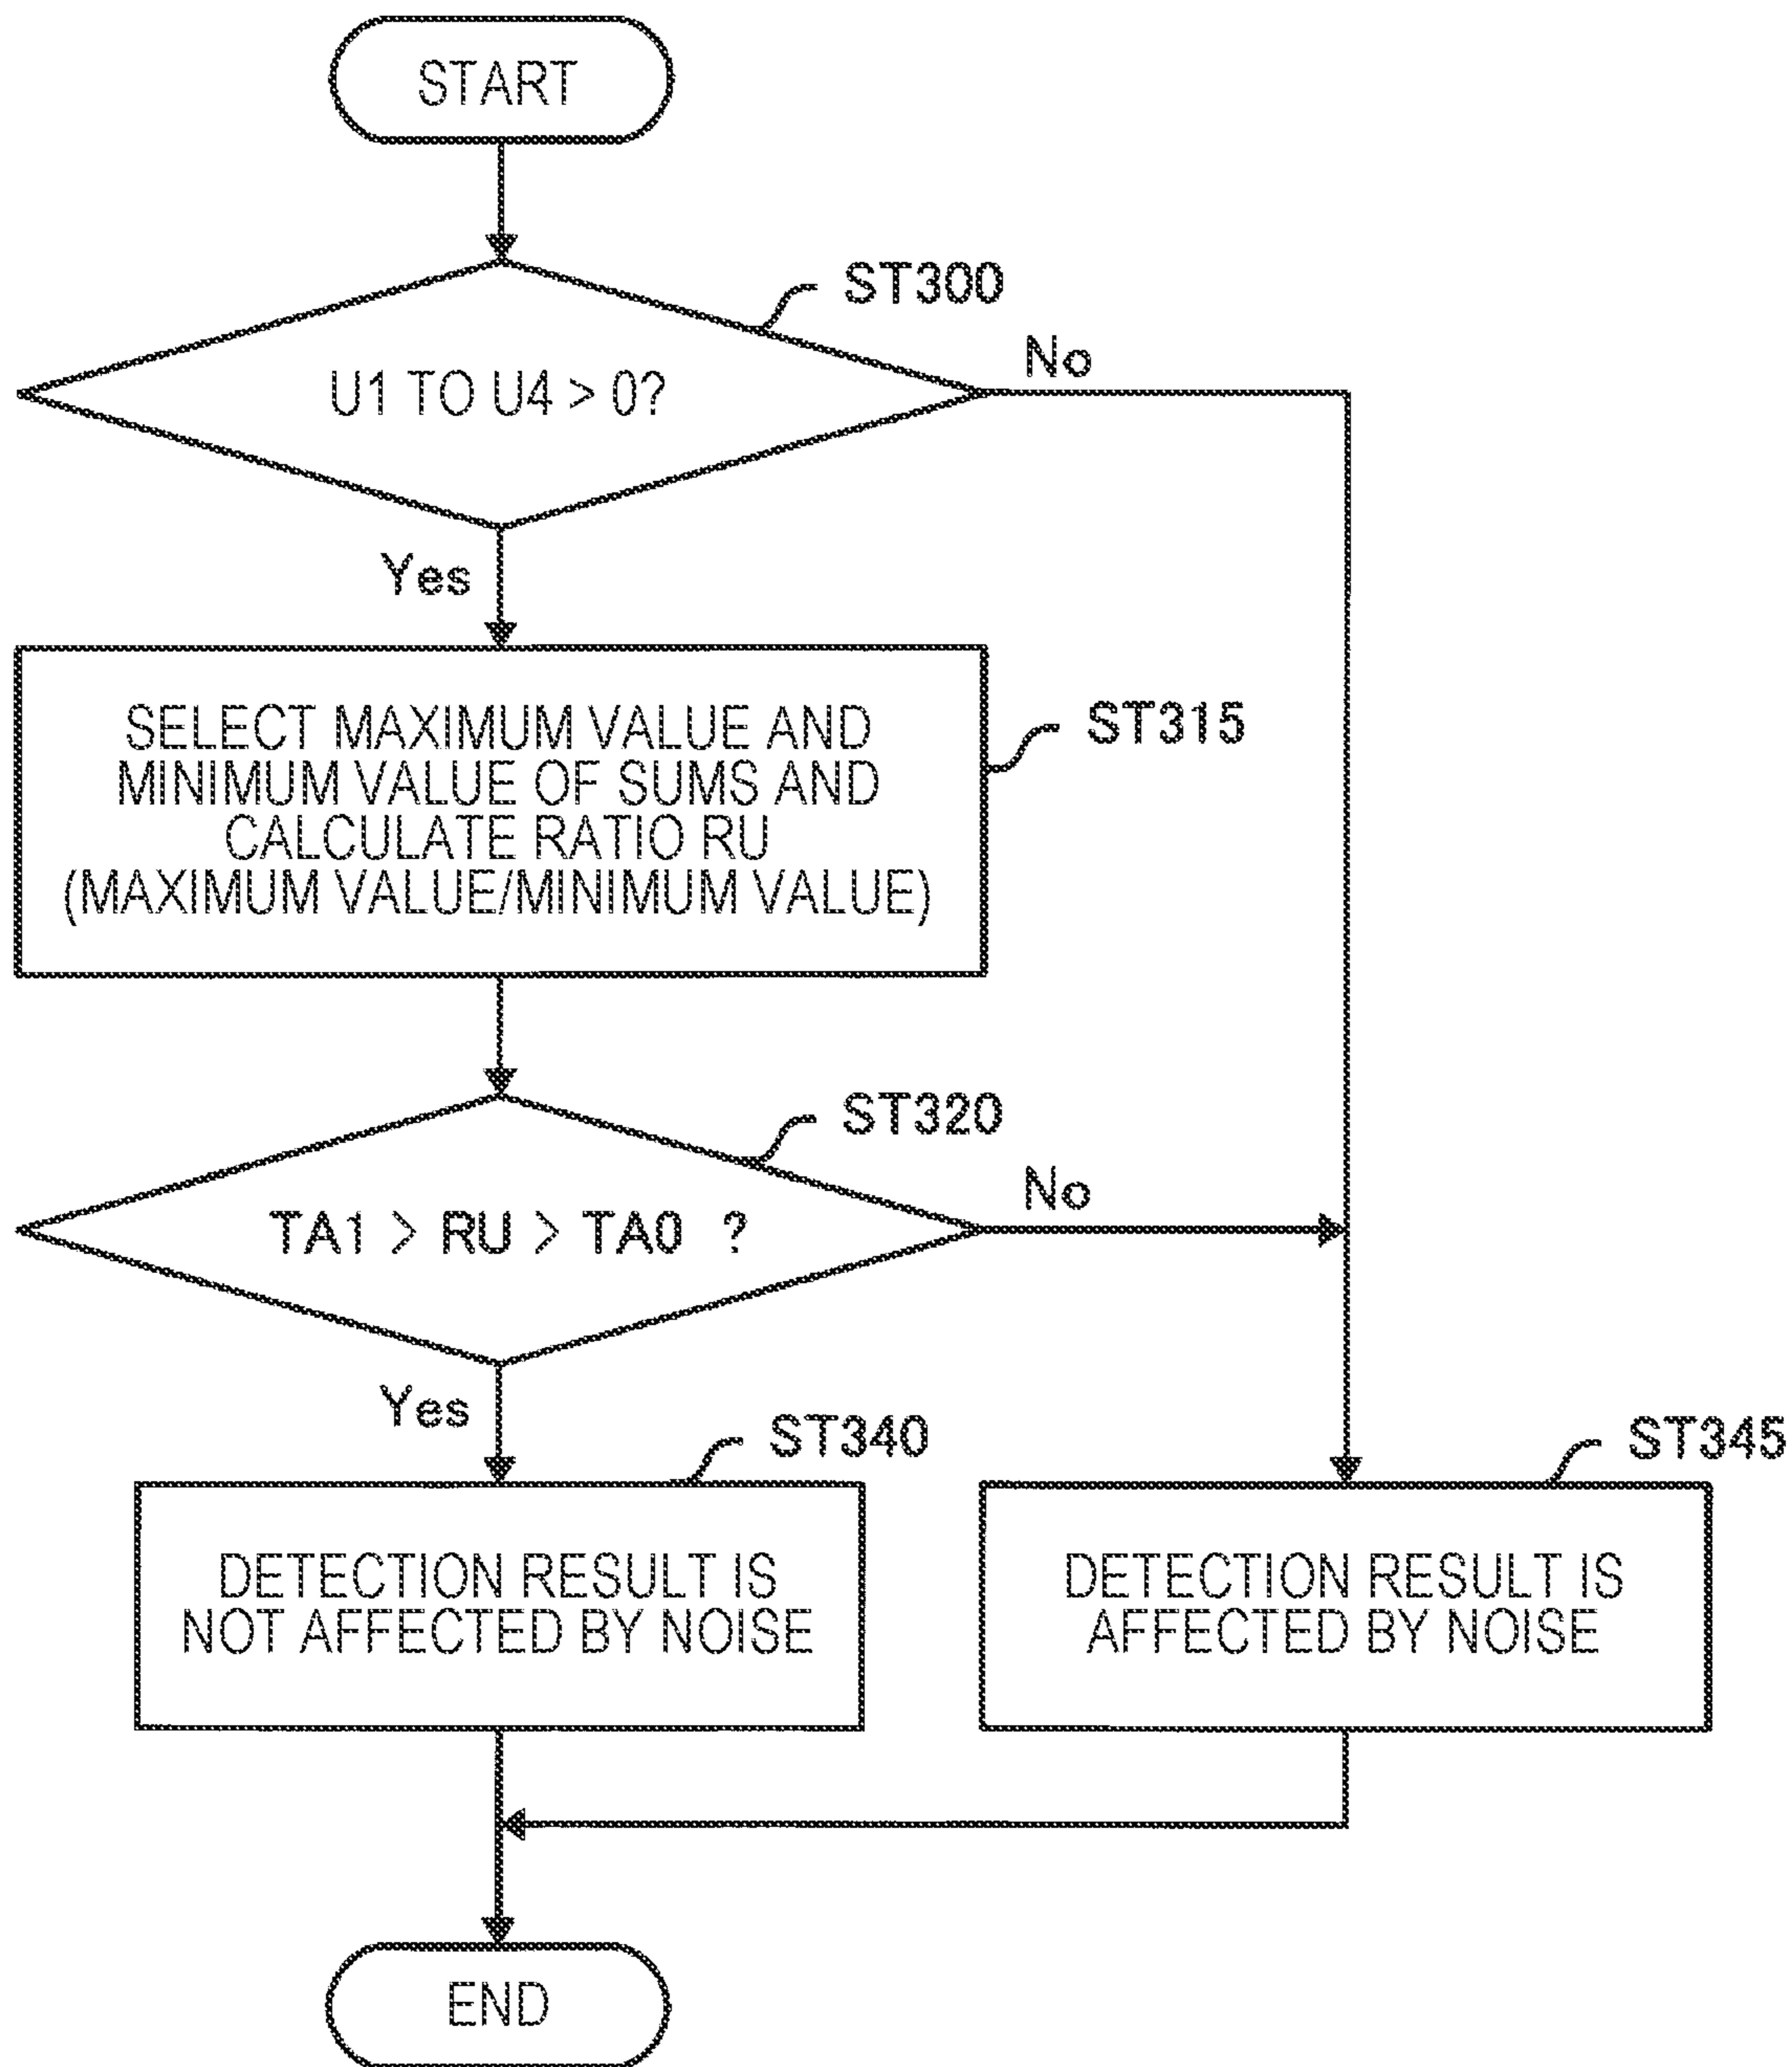 START
ST300
U1 TO U4 > 0?
No
Yes
SELECT MAXIMUM VALUE AND
MINIMUM VALUE OF SUMS AND
CALCULATE RATIO RU
(MAXIMUM VALUE/MINIMUM VALUE)
ST315
ST320
TA1 > RU > TA0 ?
No
Yes
ST340
ST345
DETECTION RESULT IS
NOT AFFECTED BY NOISE
DETECTION RESULT IS
AFFECTED BY NOISE
END